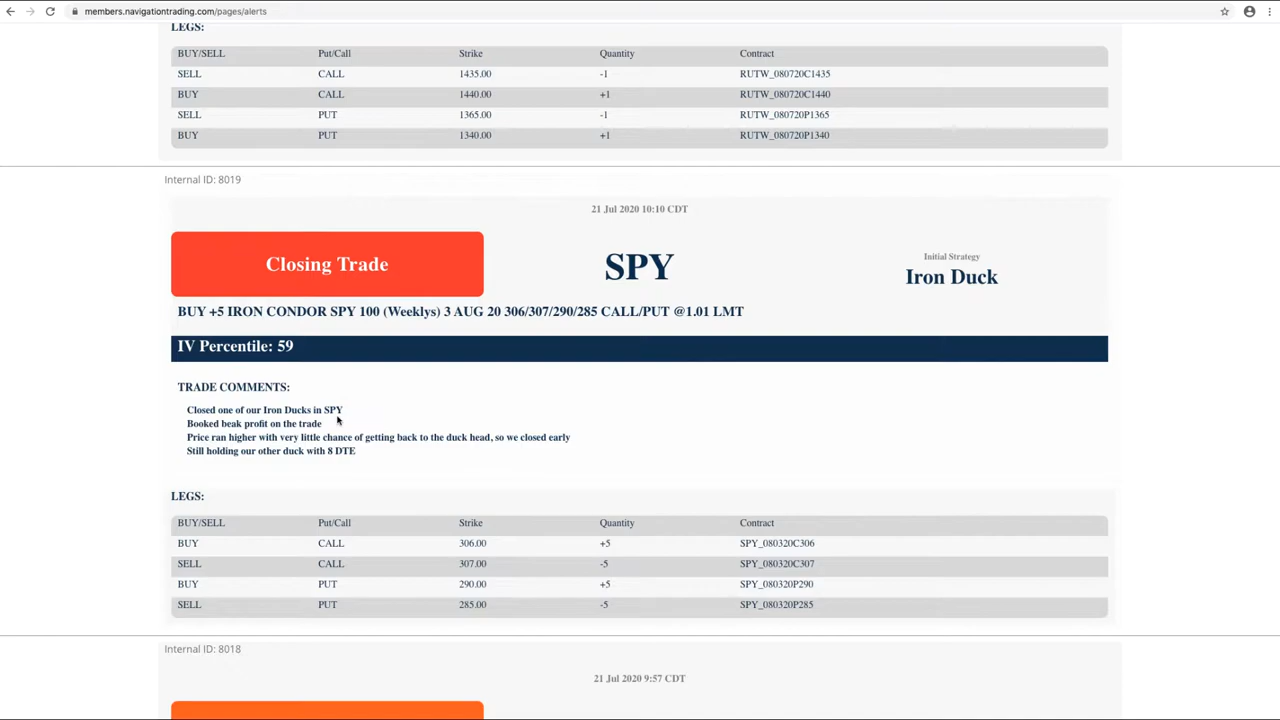 members.navigationtrading.com/pages/alerts
LEGS:
BUY/SELL Put/Call Strike Quantity Contract
SELL CALL 1435.00 -1 RUTW_080720C1435
BUY CALL 1440.00 +1 RUTW_080720C1440
SELL PUT 1365.00 -1 RUTW_080720P1365
BUY PUT 1340.00 +1 RUTW_080720P1340
Internal ID: 8019
21 Jul 2020 10:10 CDT
Closing Trade
SPY
Initial Strategy
Iron Duck
BUY +5 IRON CONDOR SPY 100 (Weeklys) 3 AUG 20 306/307/290/285 CALL/PUT @1.01 LMT
IV Percentile: 59
TRADE COMMENTS:
Closed one of our Iron Ducks in SPY
Booked beak profit on the trade
Price ran higher with very little chance of getting back to the duck head, so we closed early
Still holding our other duck with 8 DTE
LEGS:
BUY/SELL Put/Call Strike Quantity Contract
BUY CALL 306.00 +5 SPY_080320C306
SELL CALL 307.00 -5 SPY_080320C307
BUY PUT 290.00 +5 SPY_080320P290
SELL PUT 285.00 -5 SPY_080320P285
Internal ID: 8018
21 Jul 2020 9:57 CDT